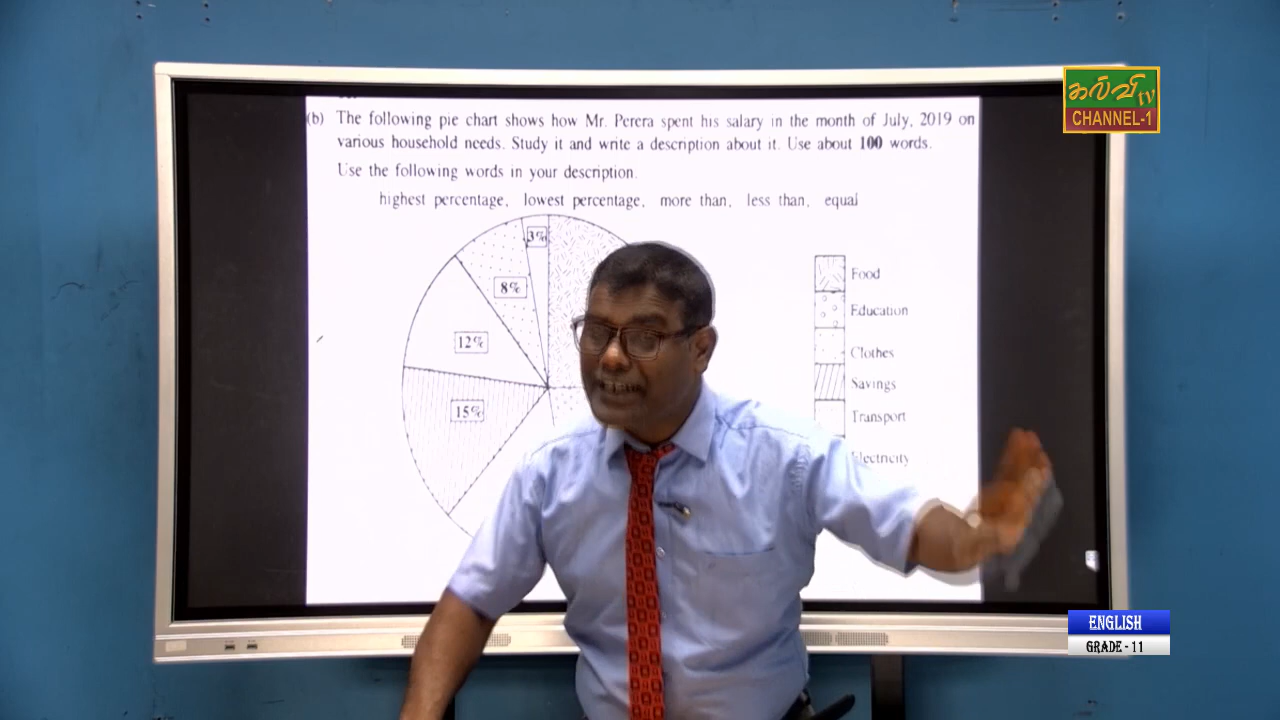 (b) The following pie chart shows how Mr. Perera spent his salary in the month of July, 2019 on
various household needs. Study it and write a description about it. Use about 100 words.
Use the following words in your description.
highest percentage, lowest percentage, more than, less than, equal
3%
8%
12%
15%
Food
Education
Clothes
Savings
Transport
Electricity
கல்வி tv
CHANNEL-1
ENGLISH
GRADE - 11